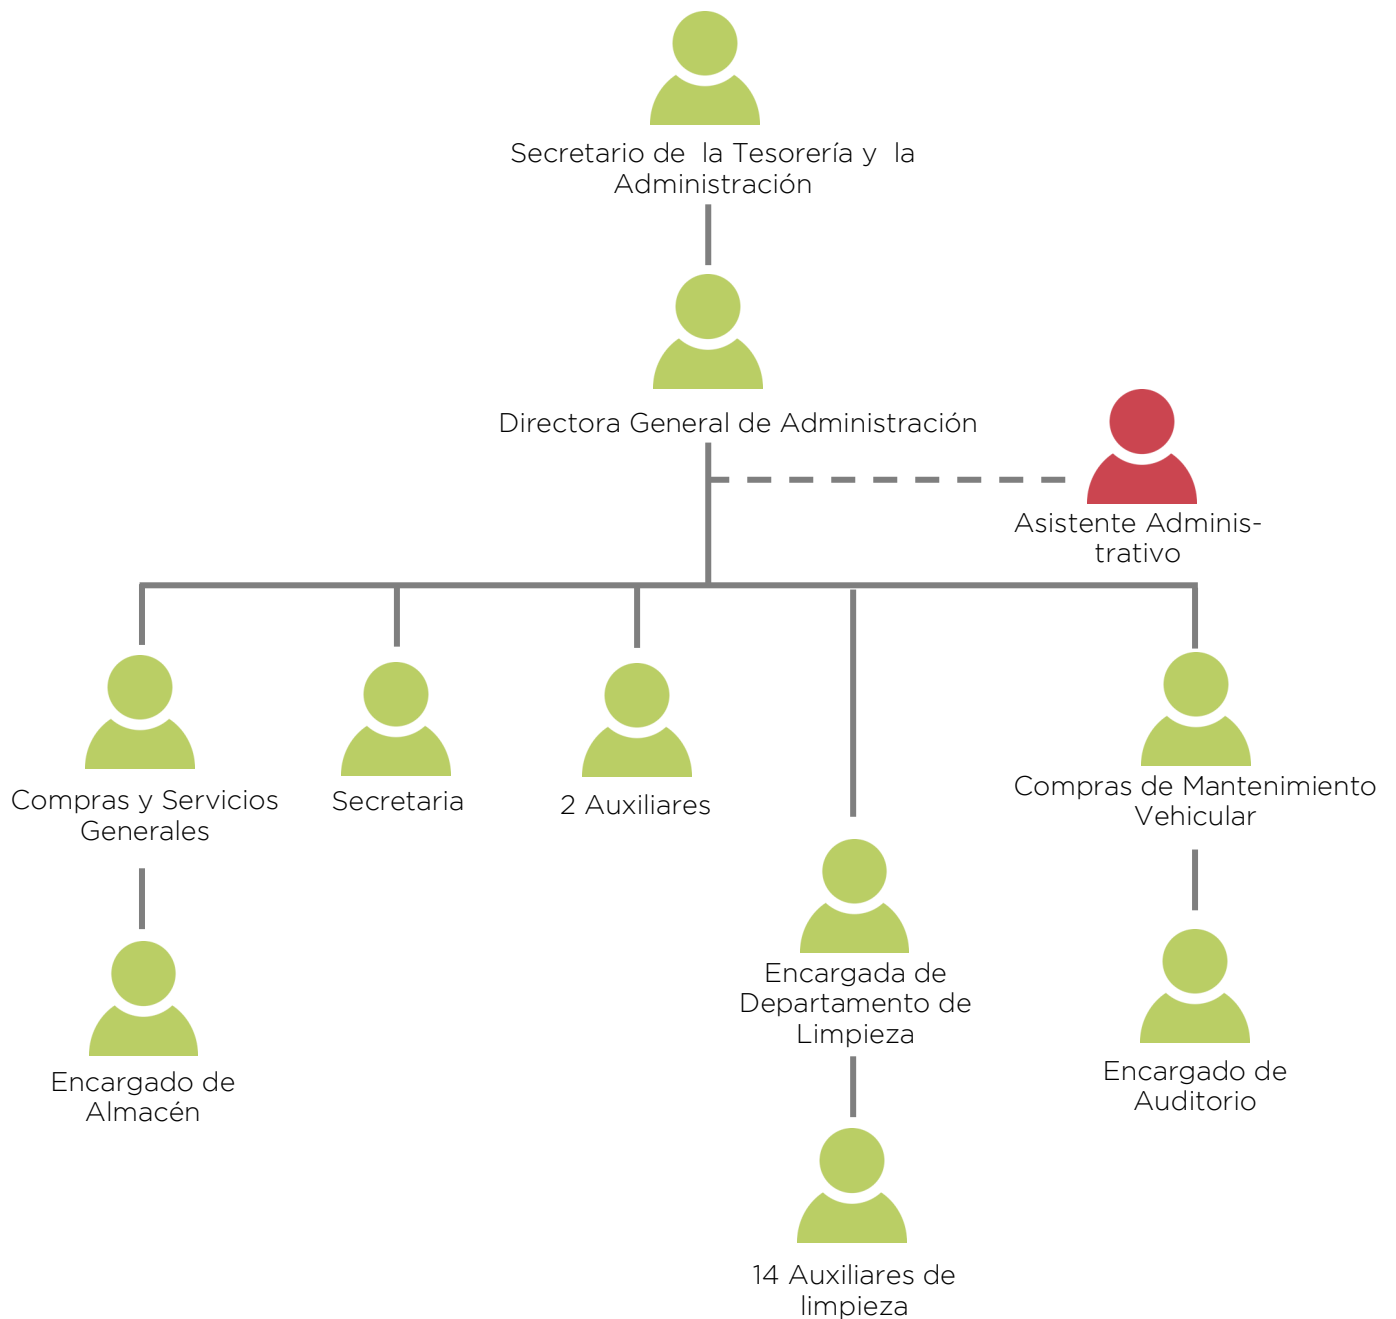 Secretario de  la Tesorería y  la
Administración
Directora General de Administración
Asistente Adminis-
trativo
Compras y Servicios
Generales
Secretaria
2 Auxiliares
Compras de Mantenimiento
Vehicular
Encargada de
Departamento de
Limpieza
Encargado de
Almacén
Encargado de
Auditorio
14 Auxiliares de
limpieza